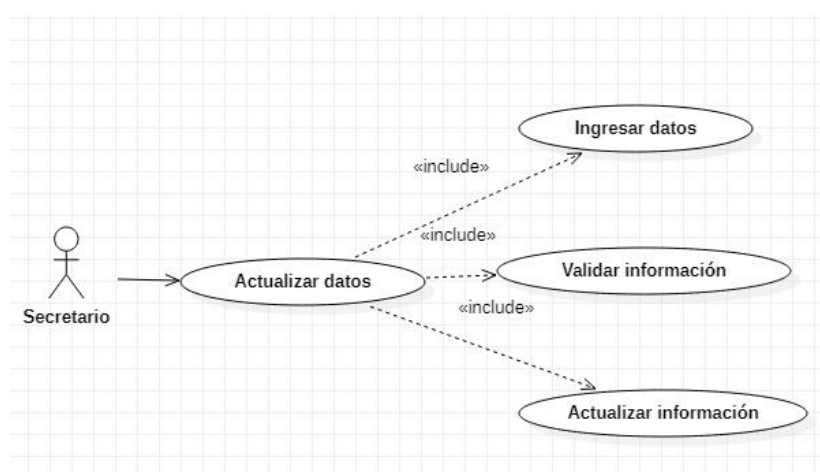 Ingresar datos
«include»
«include»
Validar información
Actualizar datos
«include»
Secretario
Actualizar información